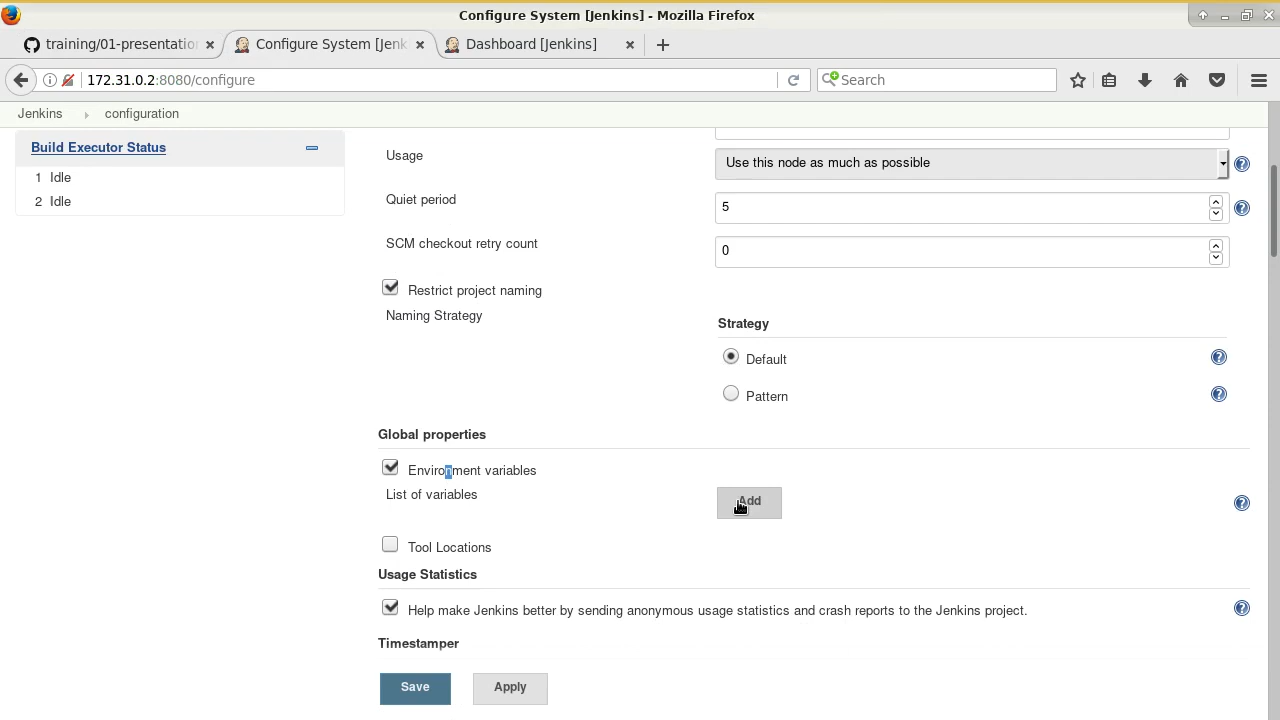 Configure System [Jenkins] - Mozilla Firefox
training/01-presentatio
Configure System [Jenk
Dashboard [Jenkins]
172.31.0.2:8080/configure
Search
Jenkins
configuration
Build Executor Status
1 Idle
2 Idle
Usage
Use this node as much as possible
Quiet period
5
SCM checkout retry count
0
Restrict project naming
Naming Strategy
Strategy
Default
Pattern
Global properties
Environment variables
List of variables
Add
Tool Locations
Usage Statistics
Help make Jenkins better by sending anonymous usage statistics and crash reports to the Jenkins project.
Timestamper
Save
Apply